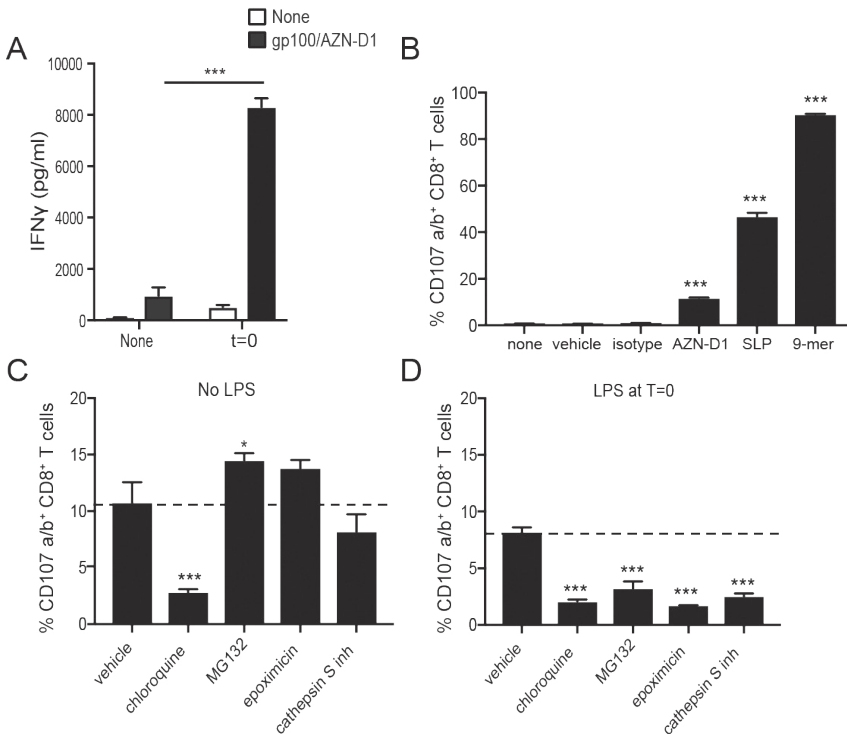 None
gp100/AZN-D1
A
***
10000
8000
6000
4000
2000
0
IFNγ (pg/ml)
None
t=0
B
100
80
60
40
20
0
% CD107 a/b⁺ CD8⁺ T cells
***
***
***
none
vehicle
isotype
AZN-D1
SLP
9-mer
C
No LPS
20
15
10
5
0
% CD107 a/b⁺ CD8⁺ T cells
***
*
vehicle
chloroquine
MG132
epoximicin
cathepsin S inh
D
LPS at T=0
20
15
10
5
0
% CD107 a/b⁺ CD8⁺ T cells
***
***
***
***
vehicle
chloroquine
MG132
epoximicin
cathepsin S inh